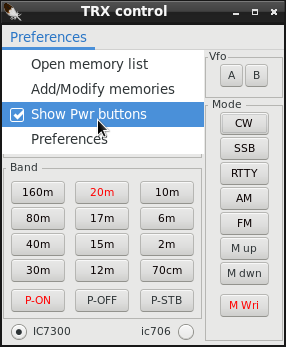 TRX control
Preferences
Open memory list
Add/Modify memories
Show Pwr buttons
Preferences
Vfo
A B
Mode
CW
SSB
RTTY
AM
FM
M up
M dwn
M Wri
Band
160m 20m 10m
80m 17m 6m
40m 15m 2m
30m 12m 70cm
P-ON P-OFF P-STB
IC7300 ic706